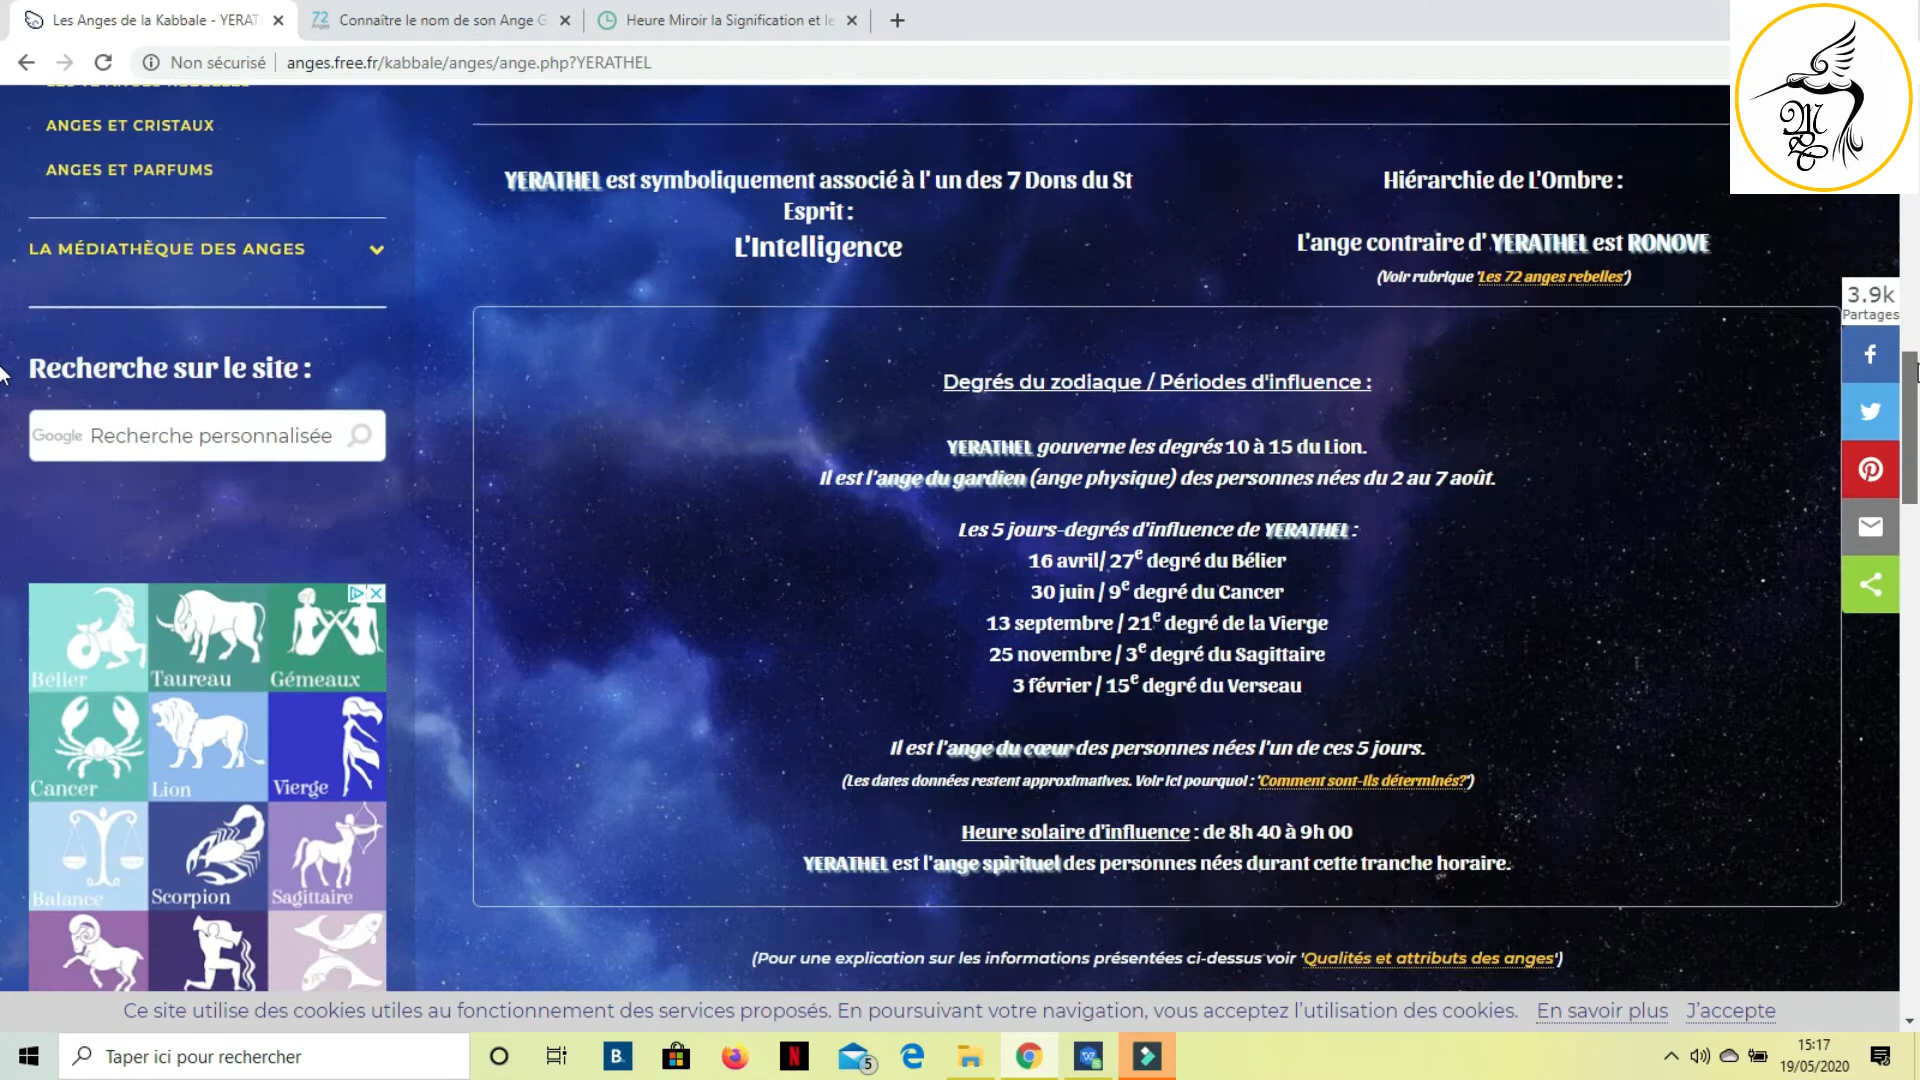 Les Anges de la Kabbale - YERAT
72 Connaître le nom de son Ange G
Heure Miroir la Signification et le
Non sécurisé
anges.free.fr/kabbale/anges/ange.php?YERATHEL
ANGES ET CRISTAUX
ANGES ET PARFUMS
LA MÉDIATHÈQUE DES ANGES
Recherche sur le site :
Google Recherche personnalisée
Bélier
Taureau
Gémeaux
Cancer
Lion
Vierge
Balance
Scorpion
Sagittaire
YERATHEL est symboliquement associé à l' un des 7 Dons du St
Esprit :
L'Intelligence
Hiérarchie de L'Ombre :
L'ange contraire d' YERATHEL est RONOVE
(Voir rubrique 'Les 72 anges rebelles')
Degrés du zodiaque / Périodes d'influence :
YERATHEL gouverne les degrés 10 à 15 du Lion.
Il est l'ange du gardien (ange physique) des personnes nées du 2 au 7 août.
Les 5 jours-degrés d'influence de YERATHEL :
16 avril/ 27e degré du Bélier
30 juin / 9e degré du Cancer
13 septembre / 21e degré de la Vierge
25 novembre / 3e degré du Sagittaire
3 février / 15e degré du Verseau
Il est l'ange du cœur des personnes nées l'un de ces 5 jours.
(Les dates données restent approximatives. Voir ici pourquoi : 'Comment sont-ils déterminés?')
Heure solaire d'influence : de 8h 40 à 9h 00
YERATHEL est l'ange spirituel des personnes nées durant cette tranche horaire.
(Pour une explication sur les informations présentées ci-dessus voir 'Qualités et attributs des anges')
3.9k
Partages
Ce site utilise des cookies utiles au fonctionnement des services proposés. En poursuivant votre navigation, vous acceptez l'utilisation des cookies. En savoir plus J'accepte
Taper ici pour rechercher
B.
N
5
15:17
19/05/2020